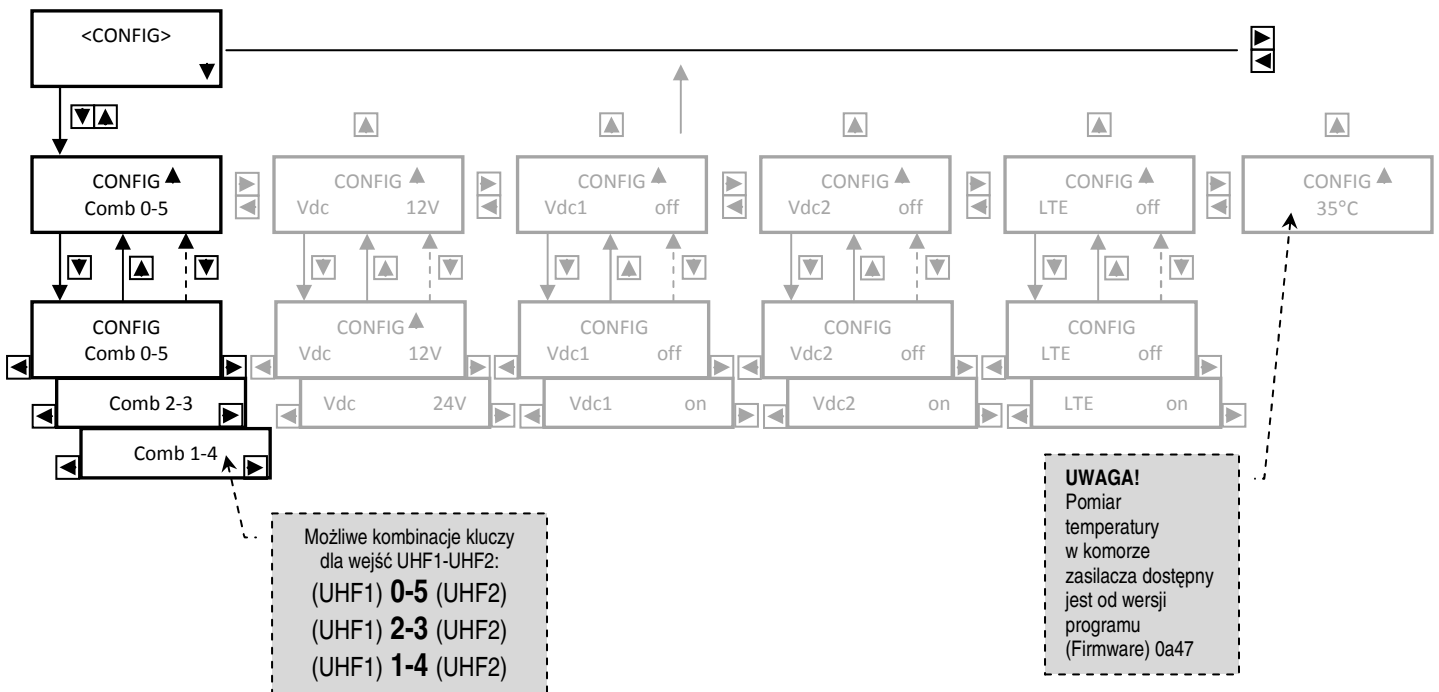 <CONFIG>
CONFIG
Comb 0-5
CONFIG
Vdc 12V
CONFIG
Vdc1 off
CONFIG
Vdc2 off
CONFIG
LTE off
CONFIG
35°C
CONFIG
Comb 0-5
CONFIG
Vdc 12V
CONFIG
Vdc1 off
CONFIG
Vdc2 off
CONFIG
LTE off
Comb 2-3
Vdc 24V
Vdc1 on
Vdc2 on
LTE on
Comb 1-4
Możliwe kombinacje kluczy
dla wejść UHF1-UHF2:
(UHF1) 0-5 (UHF2)
(UHF1) 2-3 (UHF2)
(UHF1) 1-4 (UHF2)
UWAGA!
Pomiar
temperatury
w komorze
zasilacza dostępny
jest od wersji
programu
(Firmware) 0a47